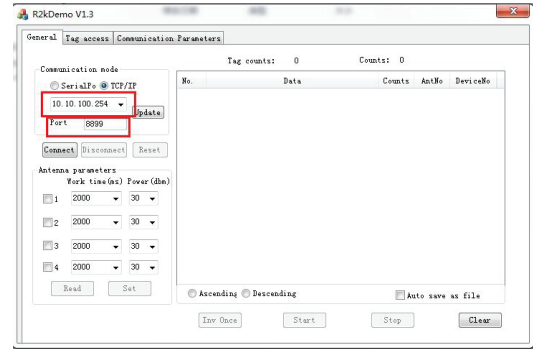 R2kDemo V1.3
General Tag access Communication Parameters
Tag counts: 0 Counts: 0
Communication mode
SerialPo TCP/IP
10.10.100.254
Update
Port 8899
Connect Disconnect Reset
Antenna parameters
Work time(ms) Power(dbm)
1 2000 30
2 2000 30
3 2000 30
4 2000 30
Read Set
No. Data Counts AntNo DeviceNo
Ascending Descending Auto save as file
Inv Once Start Stop Clear